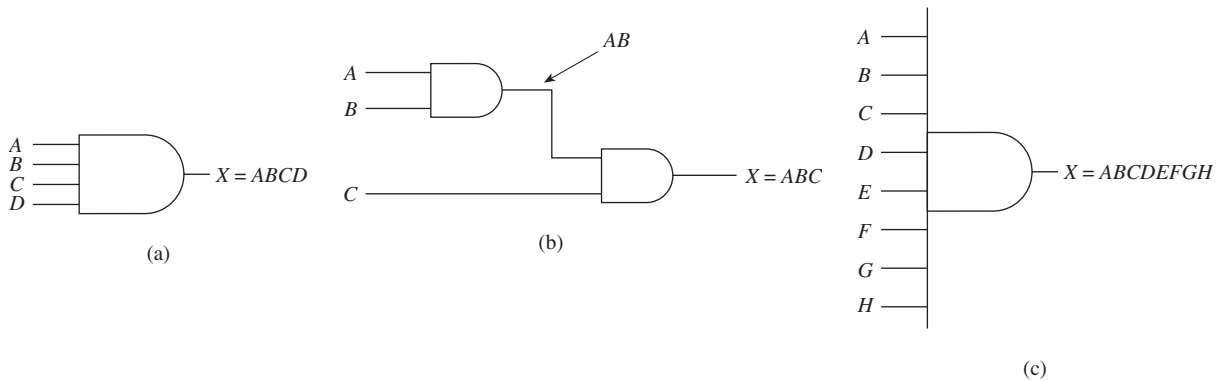 A
B
C
D
X = ABCD
(a)
A
B
AB
C
X = ABC
(b)
A
B
C
D
E
F
G
H
X = ABCDEFGH
(c)